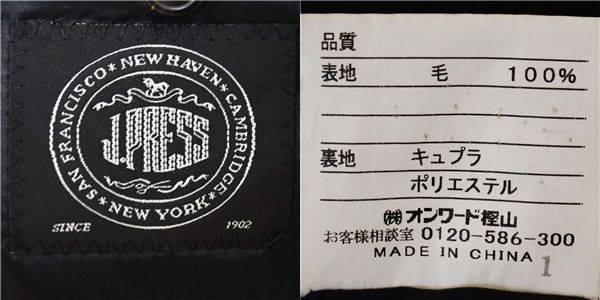 SAN FRANCISCO * NEW HAVEN * CAMBRIDGE * NEW YORK *
J.PRESS
SINCE 1902
品質
表地 毛 100%
裏地 キュプラ
ポリエステル
㈱オンワード樫山
お客様相談室 0120-586-300
MADE IN CHINA 1